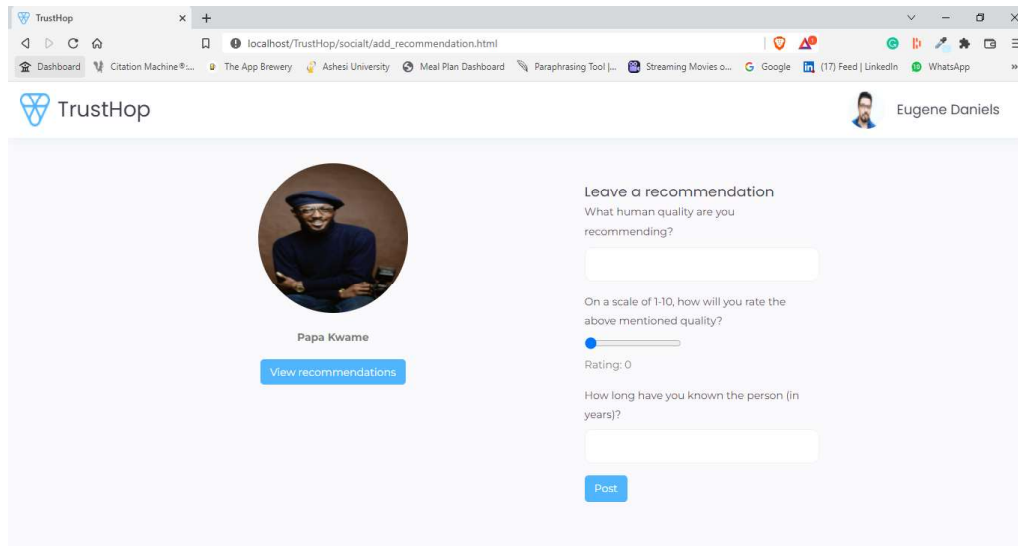 TrustHop
localhost/TrustHop/socialt/add_recommendation.html
Dashboard Citation Machine®:... The App Brewery Ashesi University Meal Plan Dashboard Paraphrasing Tool |... Streaming Movies o... Google (17) Feed | LinkedIn WhatsApp
TrustHop
Eugene Daniels
Papa Kwame
View recommendations
Leave a recommendation
What human quality are you
recommending?
On a scale of 1-10, how will you rate the
above mentioned quality?
Rating: 0
How long have you known the person (in
years)?
Post